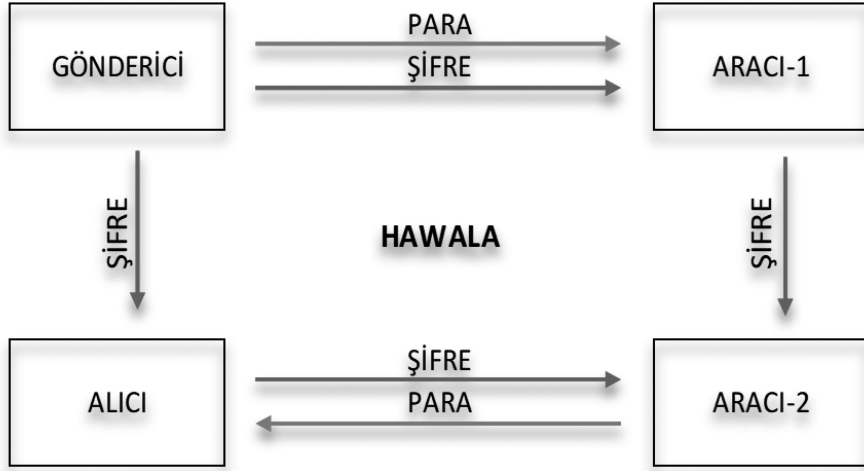 PARA
GÖNDERİCİ
ŞİFRE
ARACI-1
ŞİFRE
HAWALA
ŞİFRE
ŞİFRE
ALICI
PARA
ARACI-2